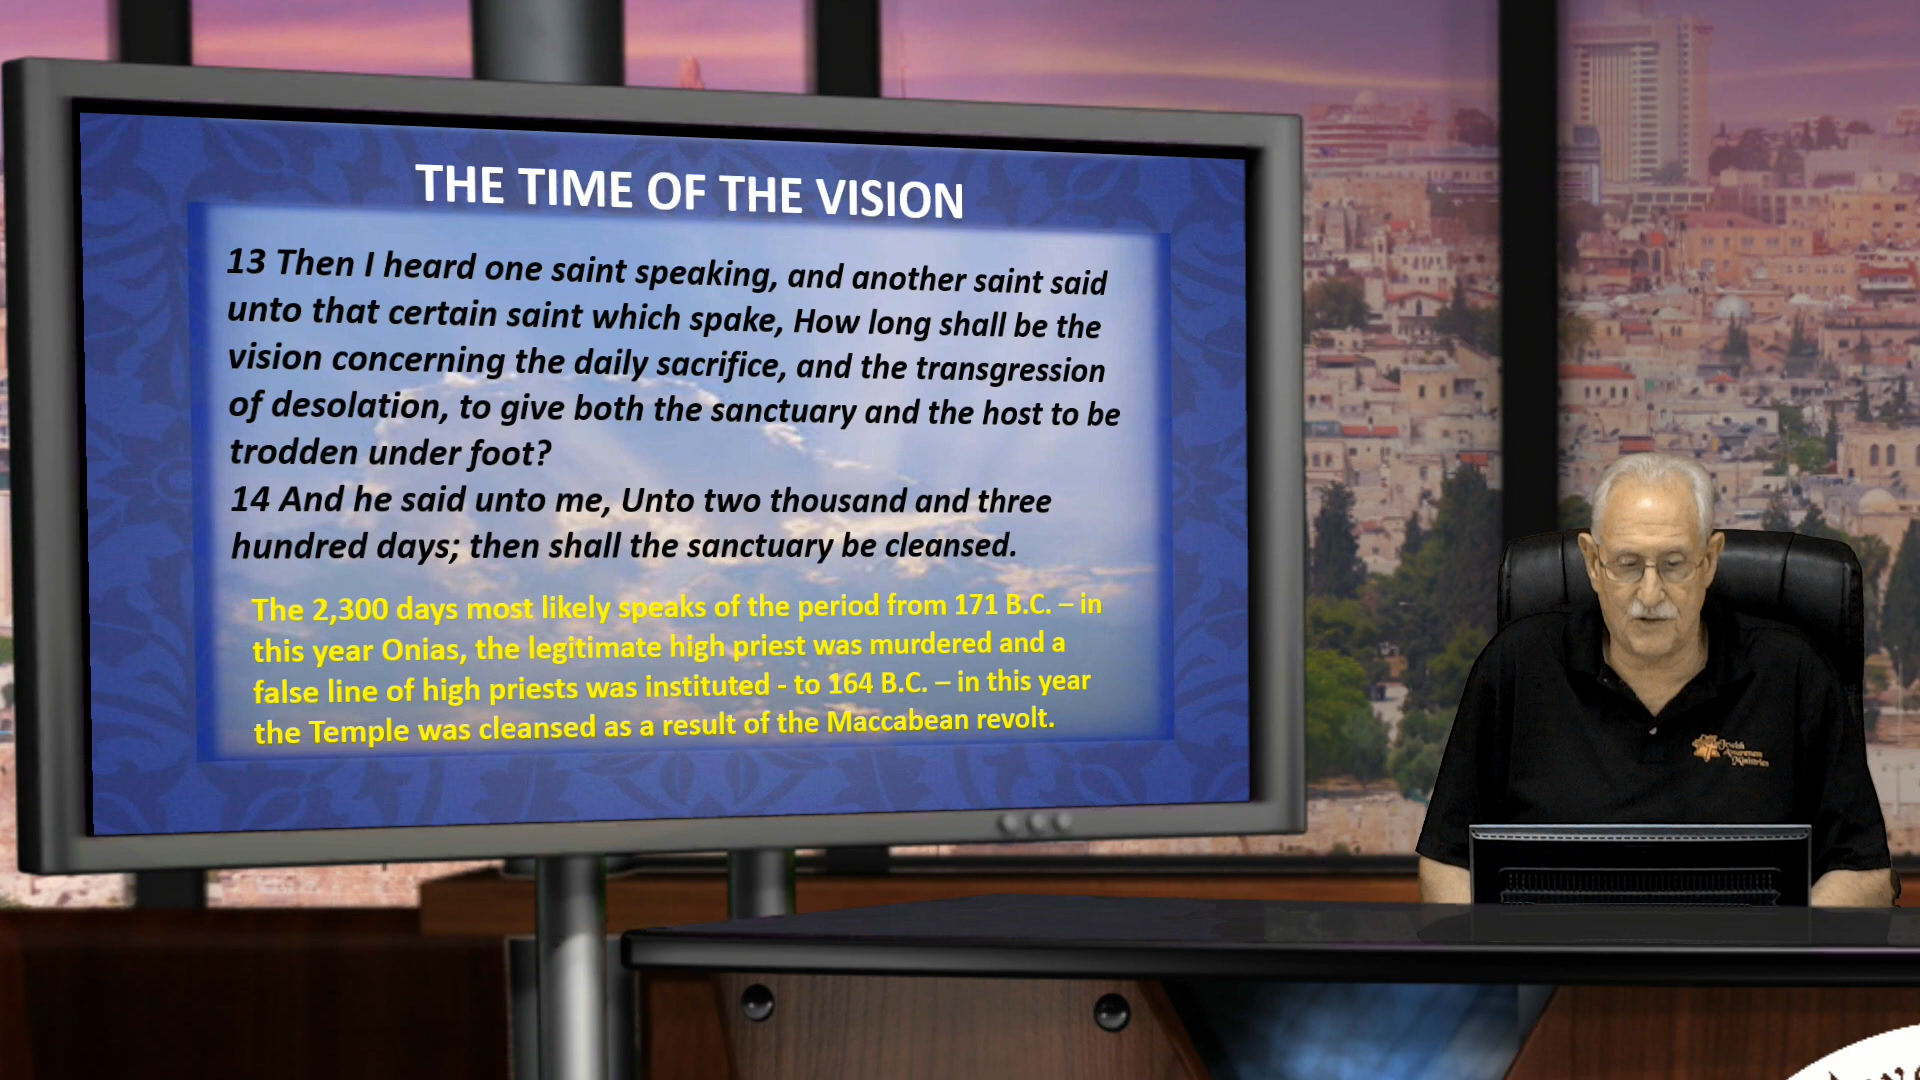 THE TIME OF THE VISION
13 Then I heard one saint speaking, and another saint said
unto that certain saint which spake, How long shall be the
vision concerning the daily sacrifice, and the transgression
of desolation, to give both the sanctuary and the host to be
trodden under foot?
14 And he said unto me, Unto two thousand and three
hundred days; then shall the sanctuary be cleansed.
The 2,300 days most likely speaks of the period from 171 B.C. – in
this year Onias, the legitimate high priest was murdered and a
false line of high priests was instituted - to 164 B.C. – in this year
the Temple was cleansed as a result of the Maccabean revolt.
Jewish
Awareness
Ministries